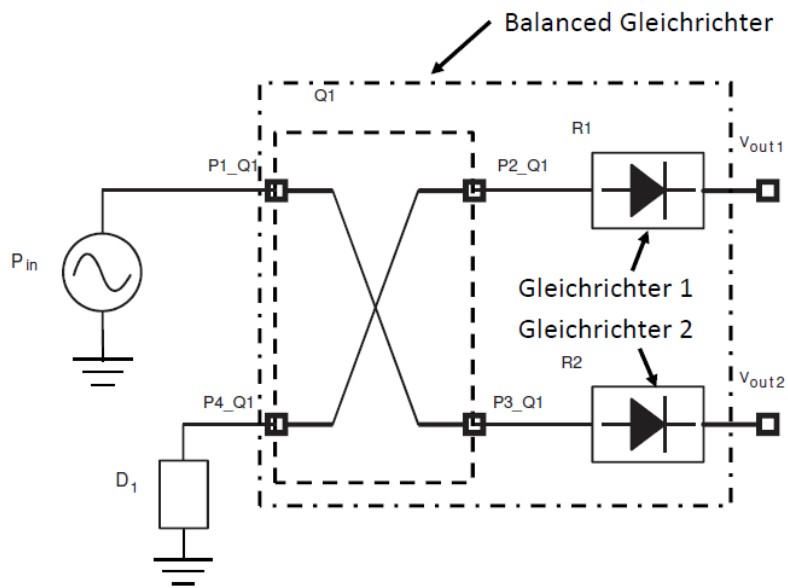 Balanced Gleichrichter
Q1
R1
P1_Q1
P2_Q1
Vout1
Pin
Gleichrichter 1
Gleichrichter 2
R2
P4_Q1
P3_Q1
Vout2
D1